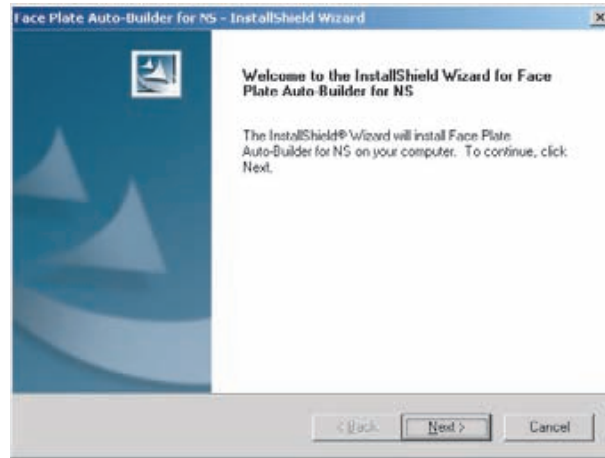 Face Plate Auto-Builder for NS - InstallShield Wizard
Welcome to the InstallShield Wizard for Face
Plate Auto-Builder for NS
The InstallShield® Wizard will install Face Plate
Auto-Builder for NS on your computer. To continue, click
Next.
< Back
Next >
Cancel